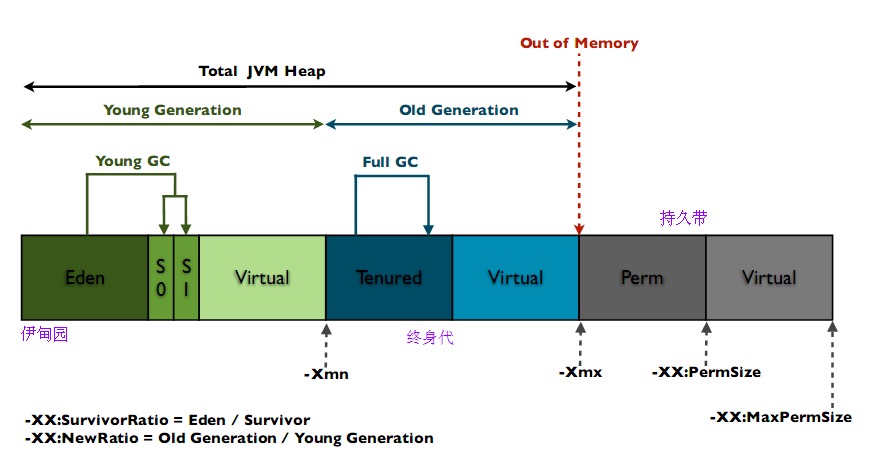 Out of Memory
Total JVM Heap
Young Generation
Old Generation
Young GC
Full GC
持久带
Eden
S0
S1
Virtual
Tenured
Virtual
Perm
Virtual
伊甸园
终身代
-Xmn
-Xmx
-XX:PermSize
-XX:MaxPermSize
-XX:SurvivorRatio = Eden / Survivor
-XX:NewRatio = Old Generation / Young Generation